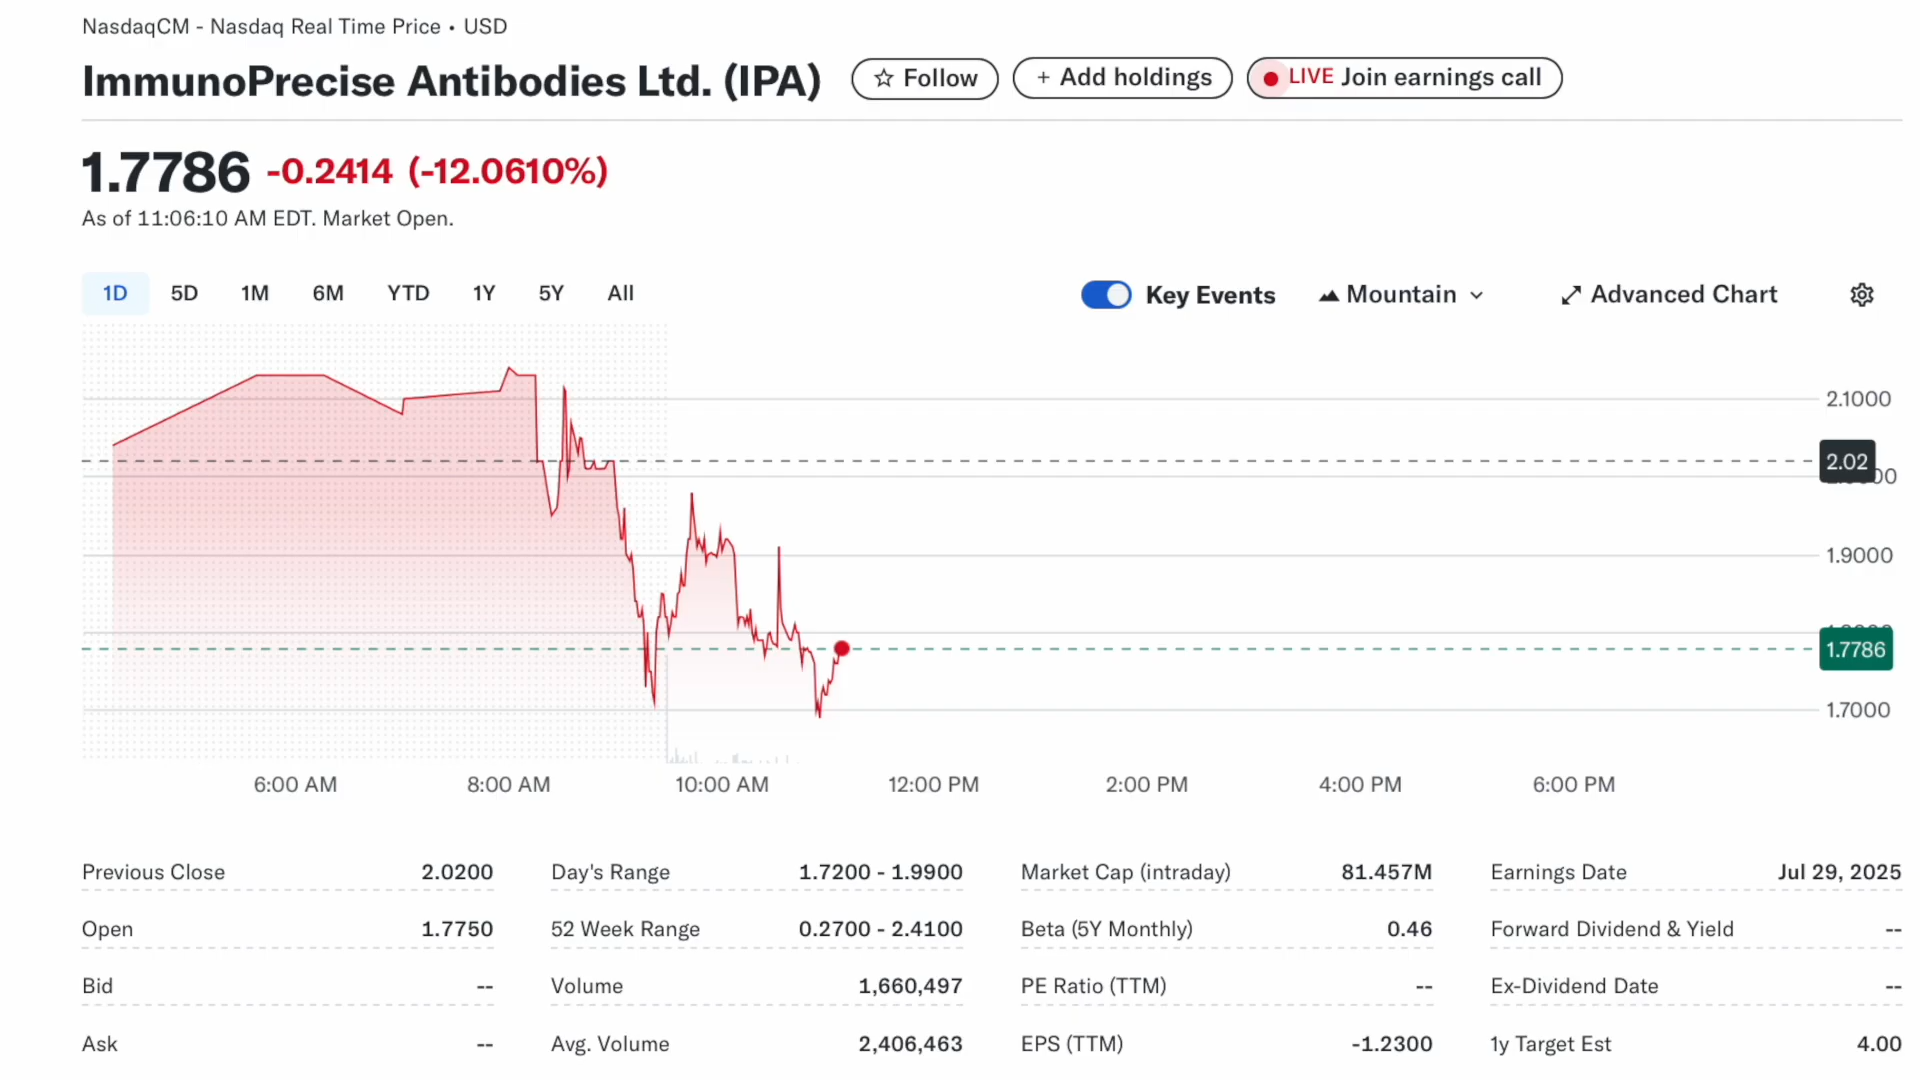 NasdaqCM - Nasdaq Real Time Price • USD
ImmunoPrecise Antibodies Ltd. (IPA)
Follow
+ Add holdings
LIVE Join earnings call
1.7786 -0.2414 (-12.0610%)
As of 11:06:10 AM EDT. Market Open.
1D 5D 1M 6M YTD 1Y 5Y All
Key Events
Mountain
Advanced Chart
2.1000
2.02
1.9000
1.7786
1.7000
6:00 AM 8:00 AM 10:00 AM 12:00 PM 2:00 PM 4:00 PM 6:00 PM
Previous Close 2.0200
Day's Range 1.7200 - 1.9900
Market Cap (intraday) 81.457M
Earnings Date Jul 29, 2025
Open 1.7750
52 Week Range 0.2700 - 2.4100
Beta (5Y Monthly) 0.46
Forward Dividend & Yield --
Bid --
Volume 1,660,497
PE Ratio (TTM) --
Ex-Dividend Date --
Ask --
Avg. Volume 2,406,463
EPS (TTM) -1.2300
1y Target Est 4.00